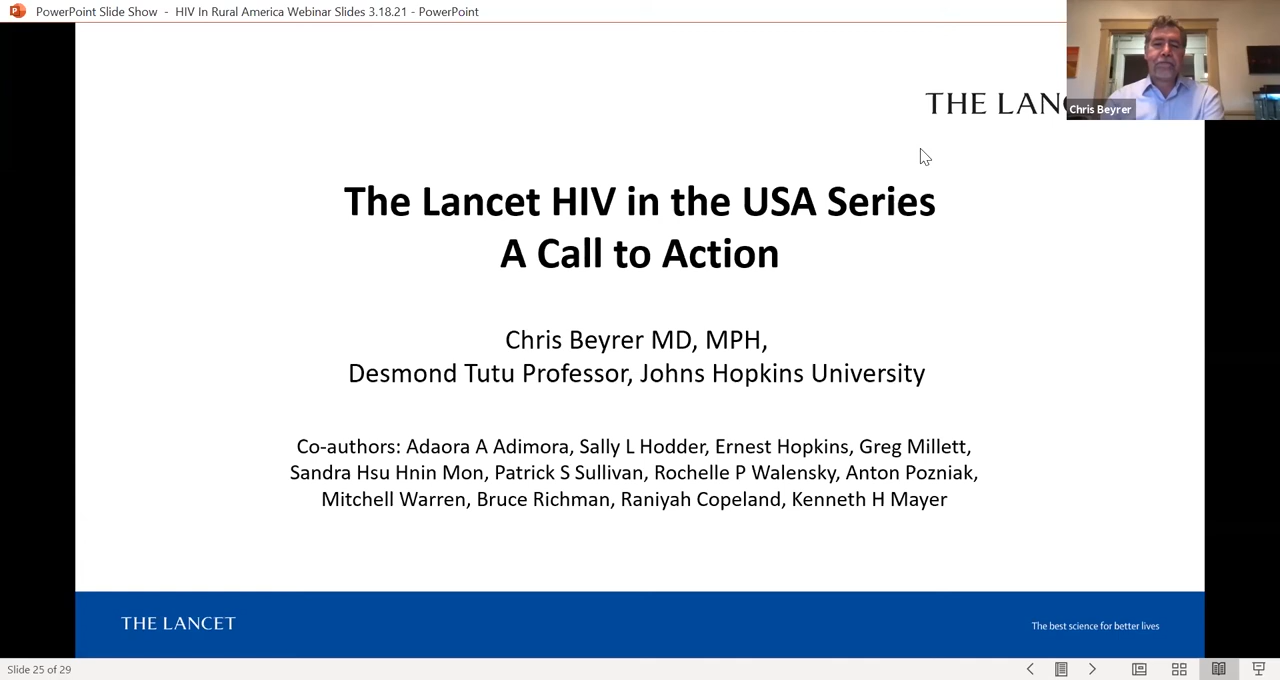 PowerPoint Slide Show - HIV In Rural America Webinar Slides 3.18.21 - PowerPoint
Chris Beyrer
THE LAN
The Lancet HIV in the USA Series
A Call to Action
Chris Beyrer MD, MPH,
Desmond Tutu Professor, Johns Hopkins University
Co-authors: Adaora A Adimora, Sally L Hodder, Ernest Hopkins, Greg Millett,
Sandra Hsu Hnin Mon, Patrick S Sullivan, Rochelle P Walensky, Anton Pozniak,
Mitchell Warren, Bruce Richman, Raniyah Copeland, Kenneth H Mayer
THE LANCET
The best science for better lives
Slide 25 of 29